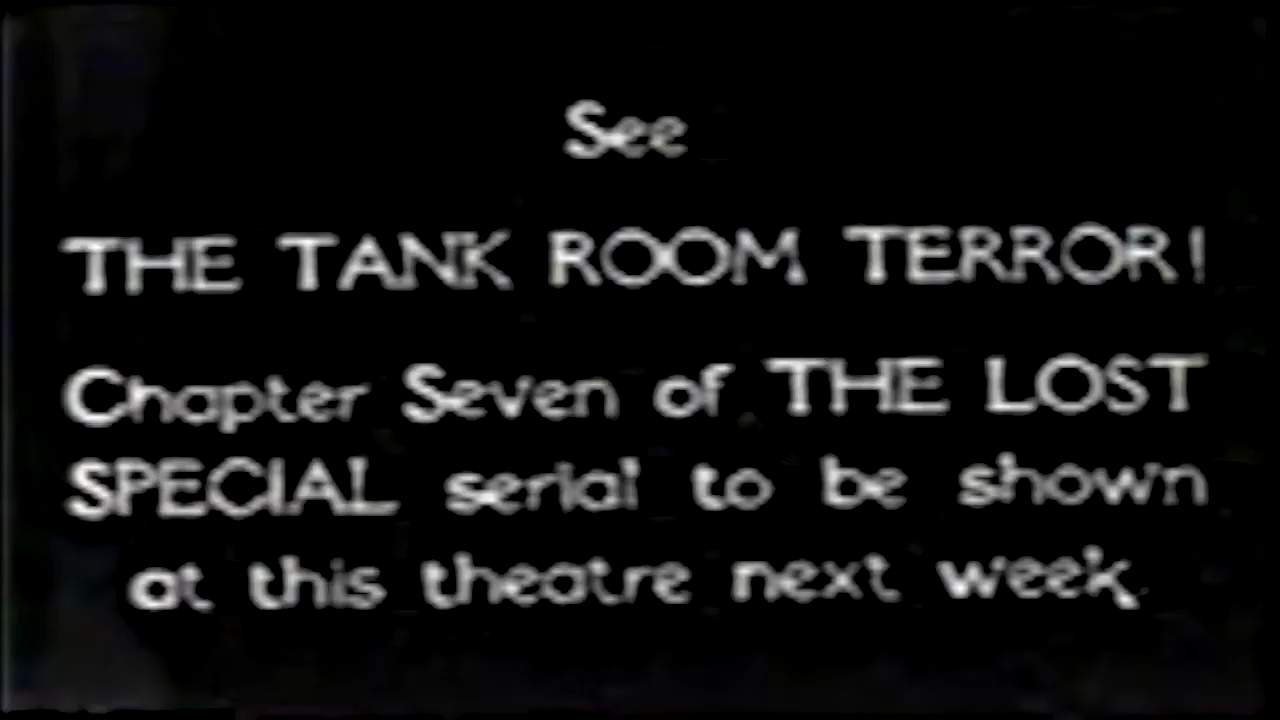 See
THE TANK ROOM TERROR!
Chapter Seven of THE LOST
SPECIAL serial to be shown
at this theatre next week.